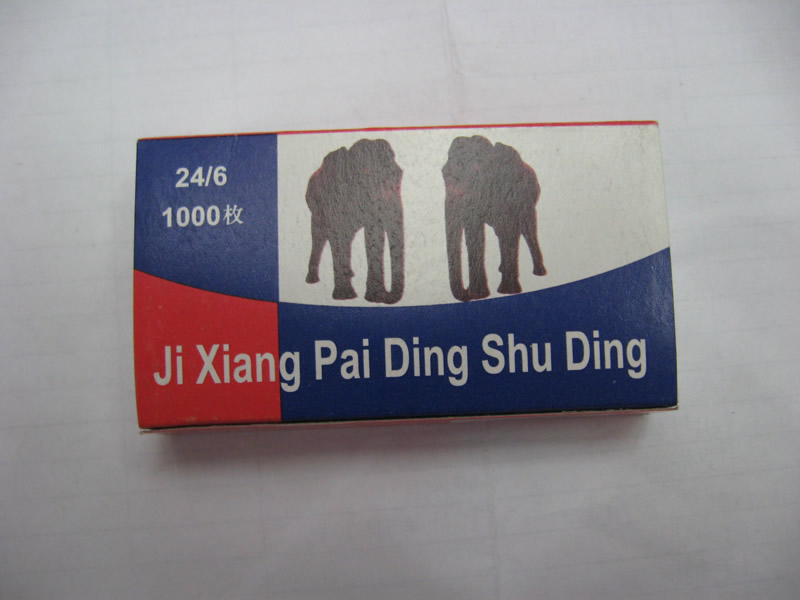 24/6
1000枚
Ji Xiang Pai Ding Shu Ding